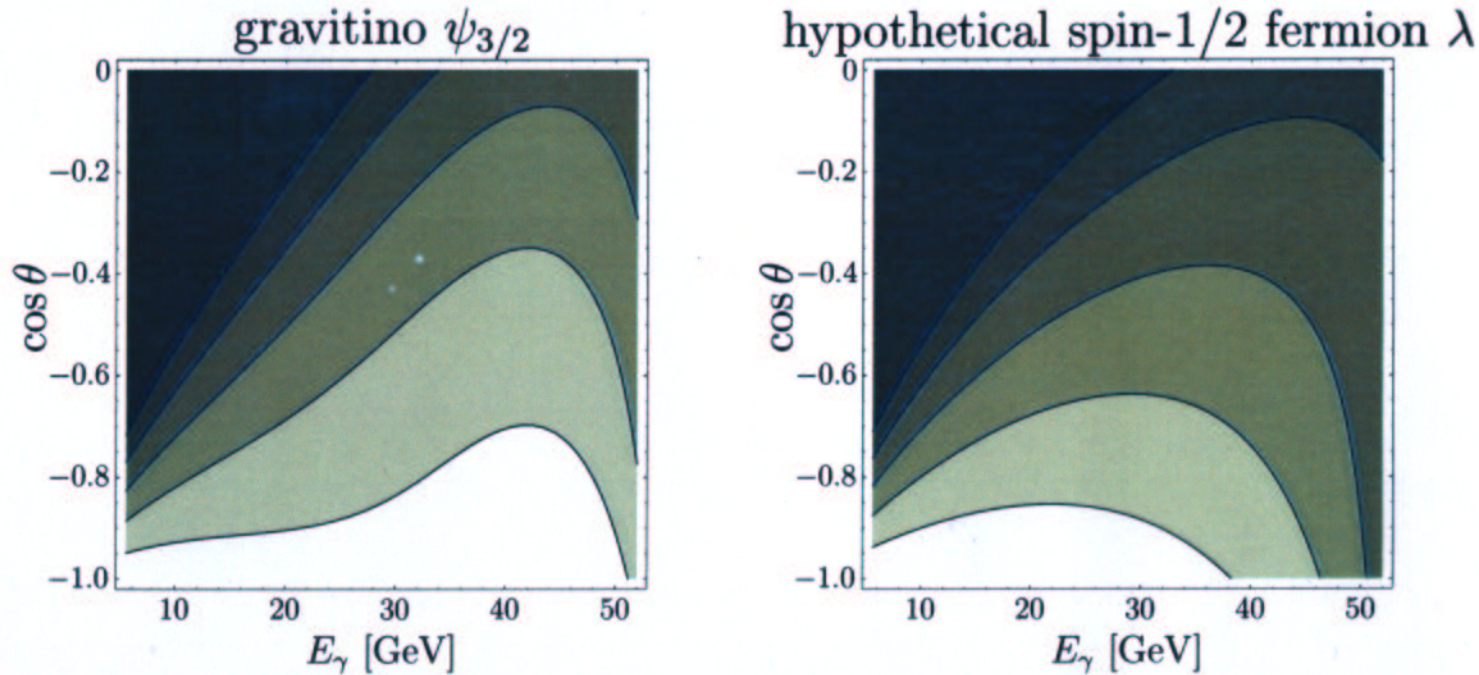 gravitino ψ3/2
hypothetical spin-1/2 fermion λ
0
−0.2
−0.4
−0.6
−0.8
−1.0
cos θ
10 20 30 40 50
Eγ [GeV]
0
−0.2
−0.4
−0.6
−0.8
−1.0
cos θ
10 20 30 40 50
Eγ [GeV]